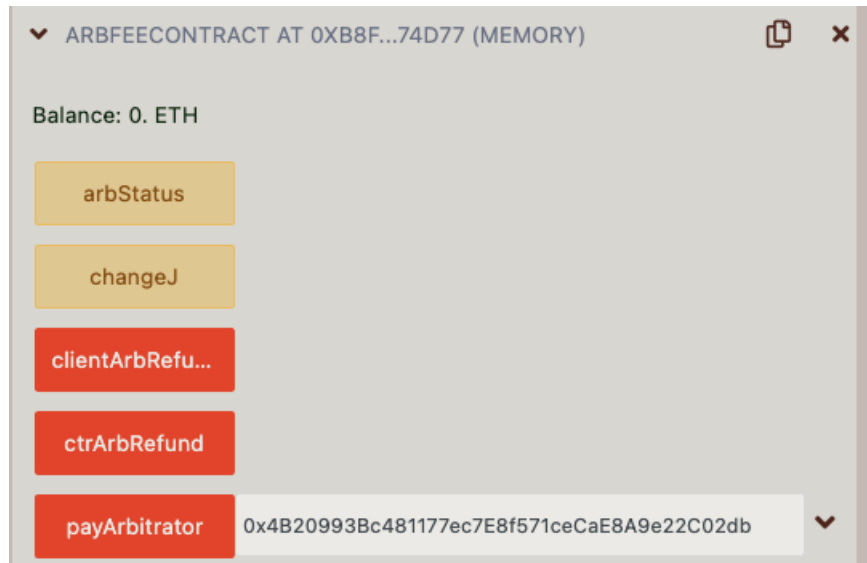 ARBFEECONTRACT AT 0XB8F...74D77 (MEMORY)
Balance: 0. ETH
arbStatus
changeJ
clientArbRefu...
ctrArbRefund
payArbitrator 0x4B20993Bc481177ec7E8f571ceCaE8A9e22C02db